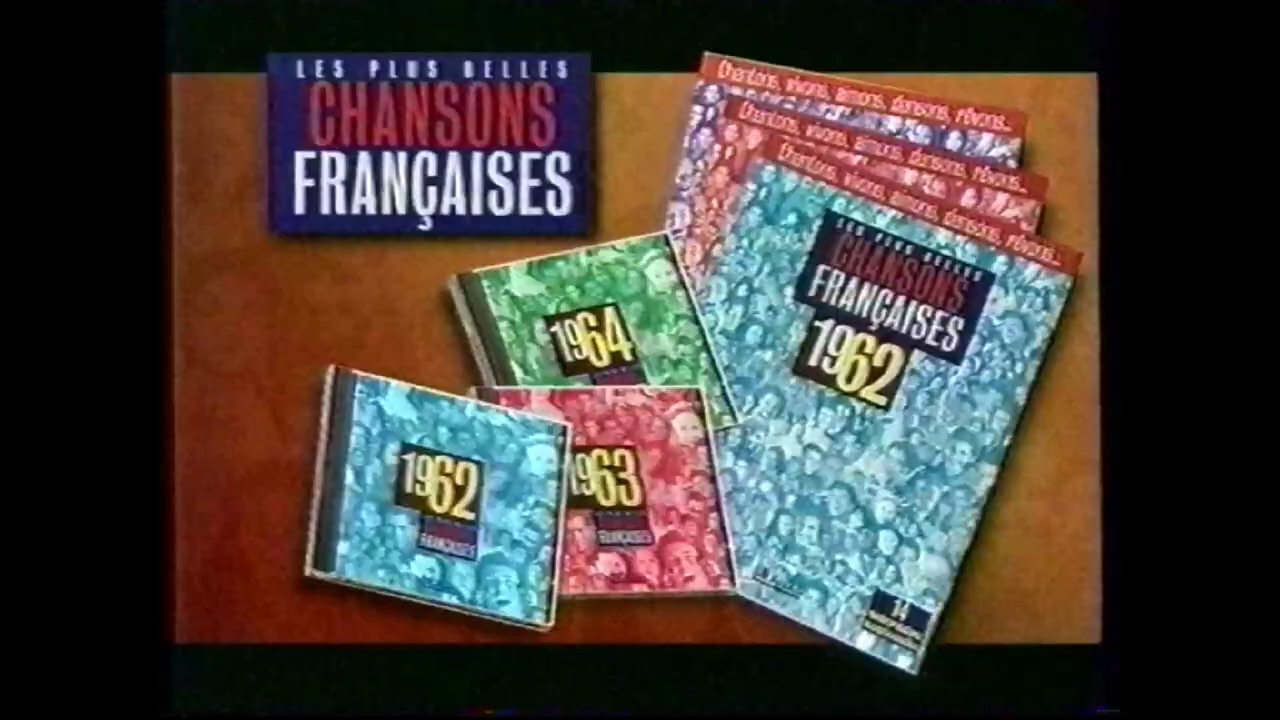 LES PLUS BELLES
CHANSONS
FRANÇAISES
Chantons, vivons, aimons, dansons, rêvons...
Chantons, vivons, aimons, dansons, rêvons...
Chantons, vivons, aimons, dansons, rêvons...
LES PLUS BELLES
CHANSONS
FRANÇAISES
1962
1964
1962
FRANÇAISES
1963
FRANÇAISES
14